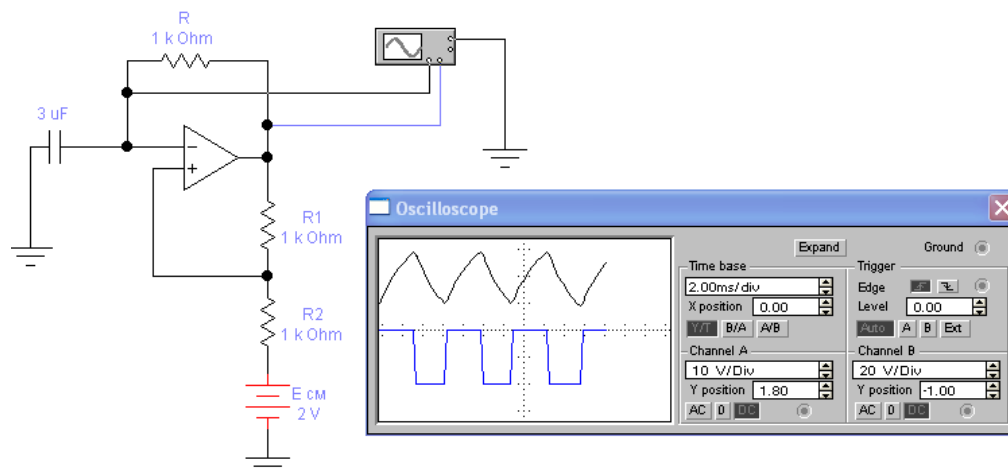 R
1 k Ohm
3 uF
R1
1 k Ohm
R2
1 k Ohm
E см
2 V
Oscilloscope
Expand
Ground
Time base
2.00ms/div
X position 0.00
Y/T B/A A/B
Trigger
Edge
Level 0.00
Auto A B Ext
Channel A
10 V/Div
Y position 1.80
AC 0 DC
Channel B
20 V/Div
Y position -1.00
AC 0 DC